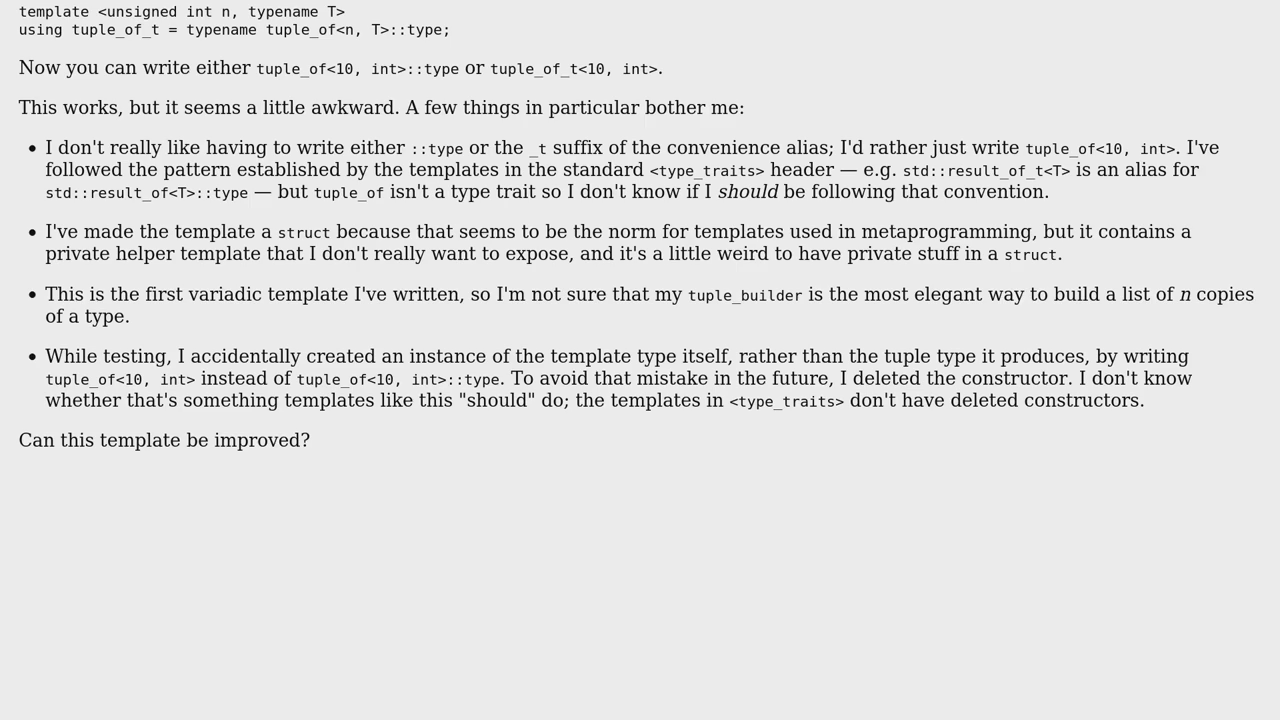 template <unsigned int n, typename T>
using tuple_of_t = typename tuple_of<n, T>::type;
Now you can write either tuple_of<10, int>::type or tuple_of_t<10, int>.
This works, but it seems a little awkward. A few things in particular bother me:
• I don't really like having to write either ::type or the _t suffix of the convenience alias; I'd rather just write tuple_of<10, int>. I've
followed the pattern established by the templates in the standard <type_traits> header — e.g. std::result_of_t<T> is an alias for
std::result_of<T>::type — but tuple_of isn't a type trait so I don't know if I should be following that convention.
• I've made the template a struct because that seems to be the norm for templates used in metaprogramming, but it contains a
private helper template that I don't really want to expose, and it's a little weird to have private stuff in a struct.
• This is the first variadic template I've written, so I'm not sure that my tuple_builder is the most elegant way to build a list of n copies
of a type.
• While testing, I accidentally created an instance of the template type itself, rather than the tuple type it produces, by writing
tuple_of<10, int> instead of tuple_of<10, int>::type. To avoid that mistake in the future, I deleted the constructor. I don't know
whether that's something templates like this "should" do; the templates in <type_traits> don't have deleted constructors.
Can this template be improved?